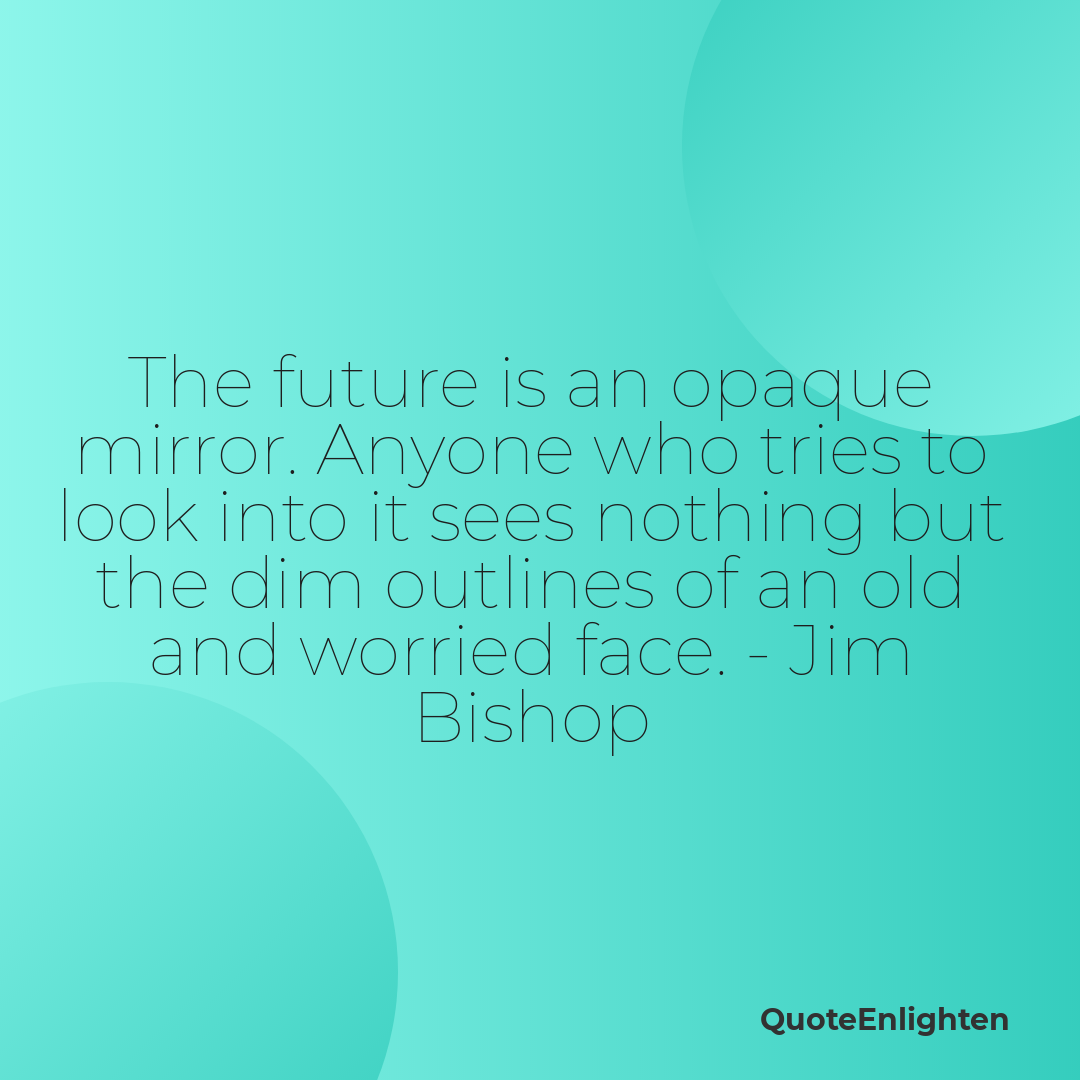 The future is an opaque
mirror. Anyone who tries to
look into it sees nothing but
the dim outlines of an old
and worried face. - Jim
Bishop
QuoteEnlighten